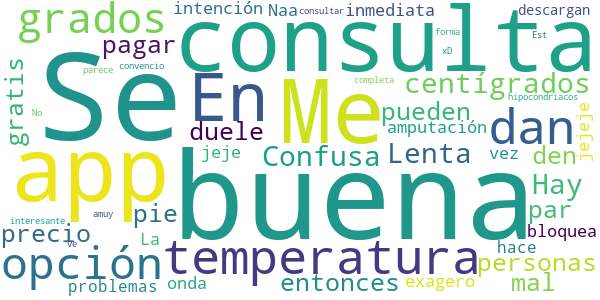 grados intención Naa consultar inmediata descargan
pagar consulta forma xD Est
gratis parece convencio Se En Me centígrados completa hipocondríacos
No duele pueden dan jejeje
app jeje Confusa amputación Lenta vez den Hay
buena par
interesante amuy pie La bloquea
precio ve temperatura hace personas
opción onda entonces exagero mal
problemas